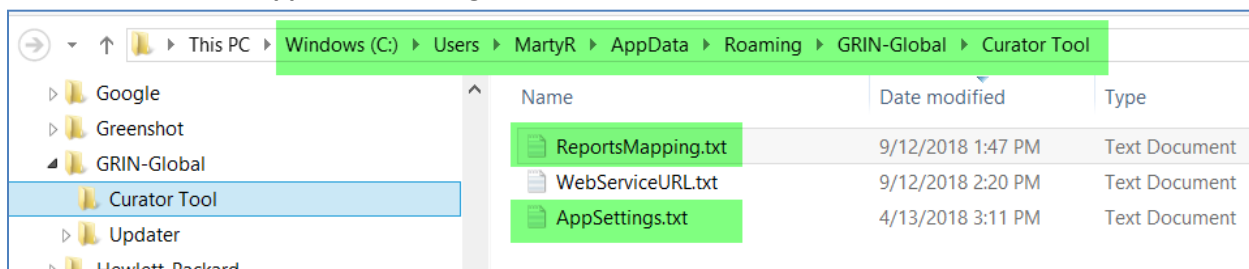 This PC Windows (C:) Users MartyR AppData Roaming GRIN-Global Curator Tool
Google
Greenshot
GRIN-Global
Curator Tool
Updater
Hewlett-Packard
Name Date modified Type
ReportsMapping.txt 9/12/2018 1:47 PM Text Document
WebServiceURL.txt 9/12/2018 2:20 PM Text Document
AppSettings.txt 4/13/2018 3:11 PM Text Document